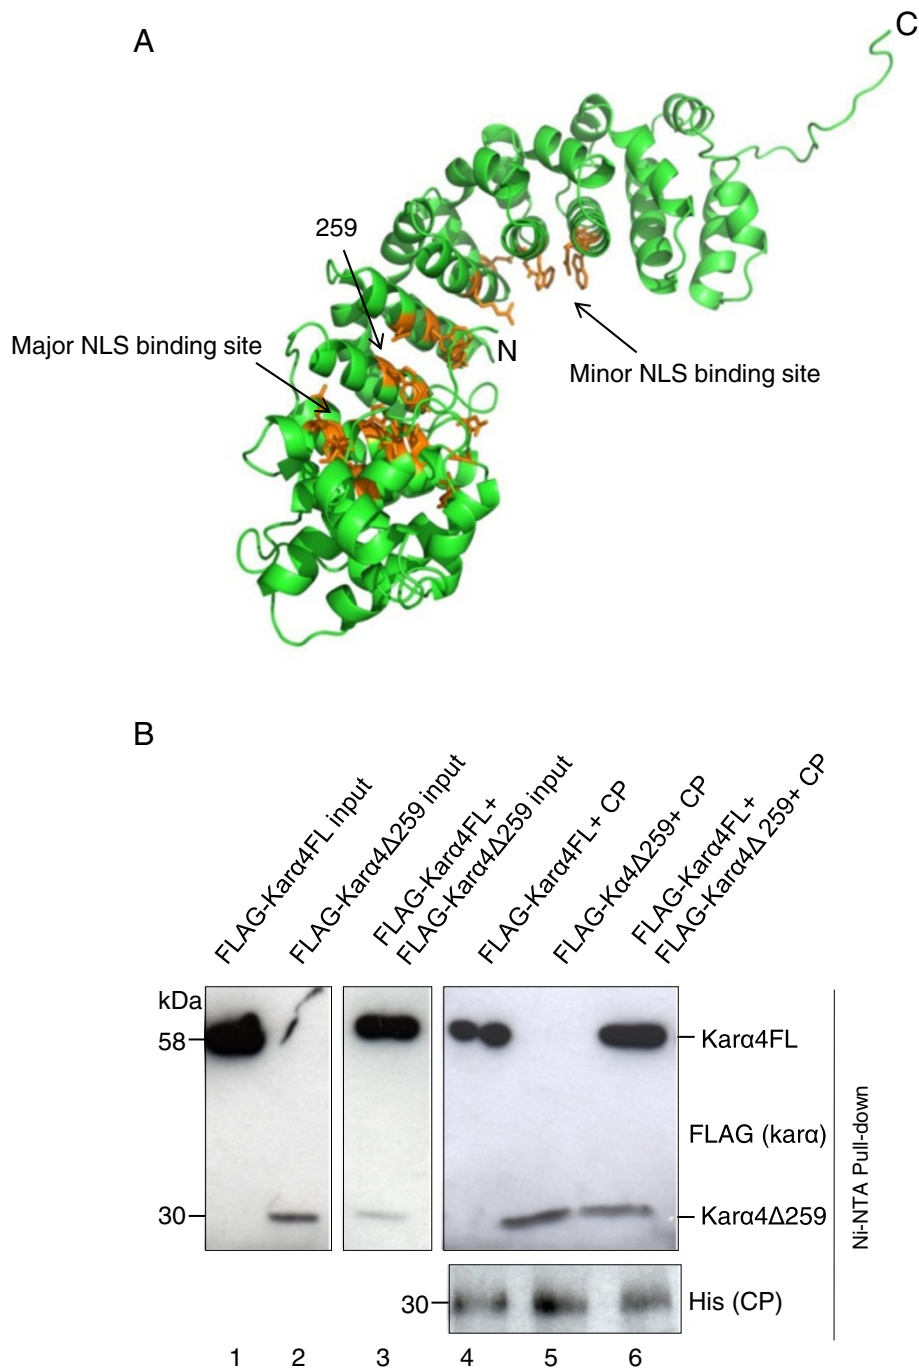 A
C
259
Major NLS binding site
N
Minor NLS binding site
B
FLAG-Karα4FL input
FLAG-Karα4Δ259 input
FLAG-Karα4FL+
FLAG-Karα4Δ259 input
FLAG-Karα4FL+ CP
FLAG-Kα4Δ259+ CP
FLAG-Karα4FL+
FLAG-Karα4Δ 259+ CP
kDa
58
Karα4FL
FLAG (karα)
30
Karα4Δ259
Ni-NTA Pull-down
30
His (CP)
1 2 3 4 5 6